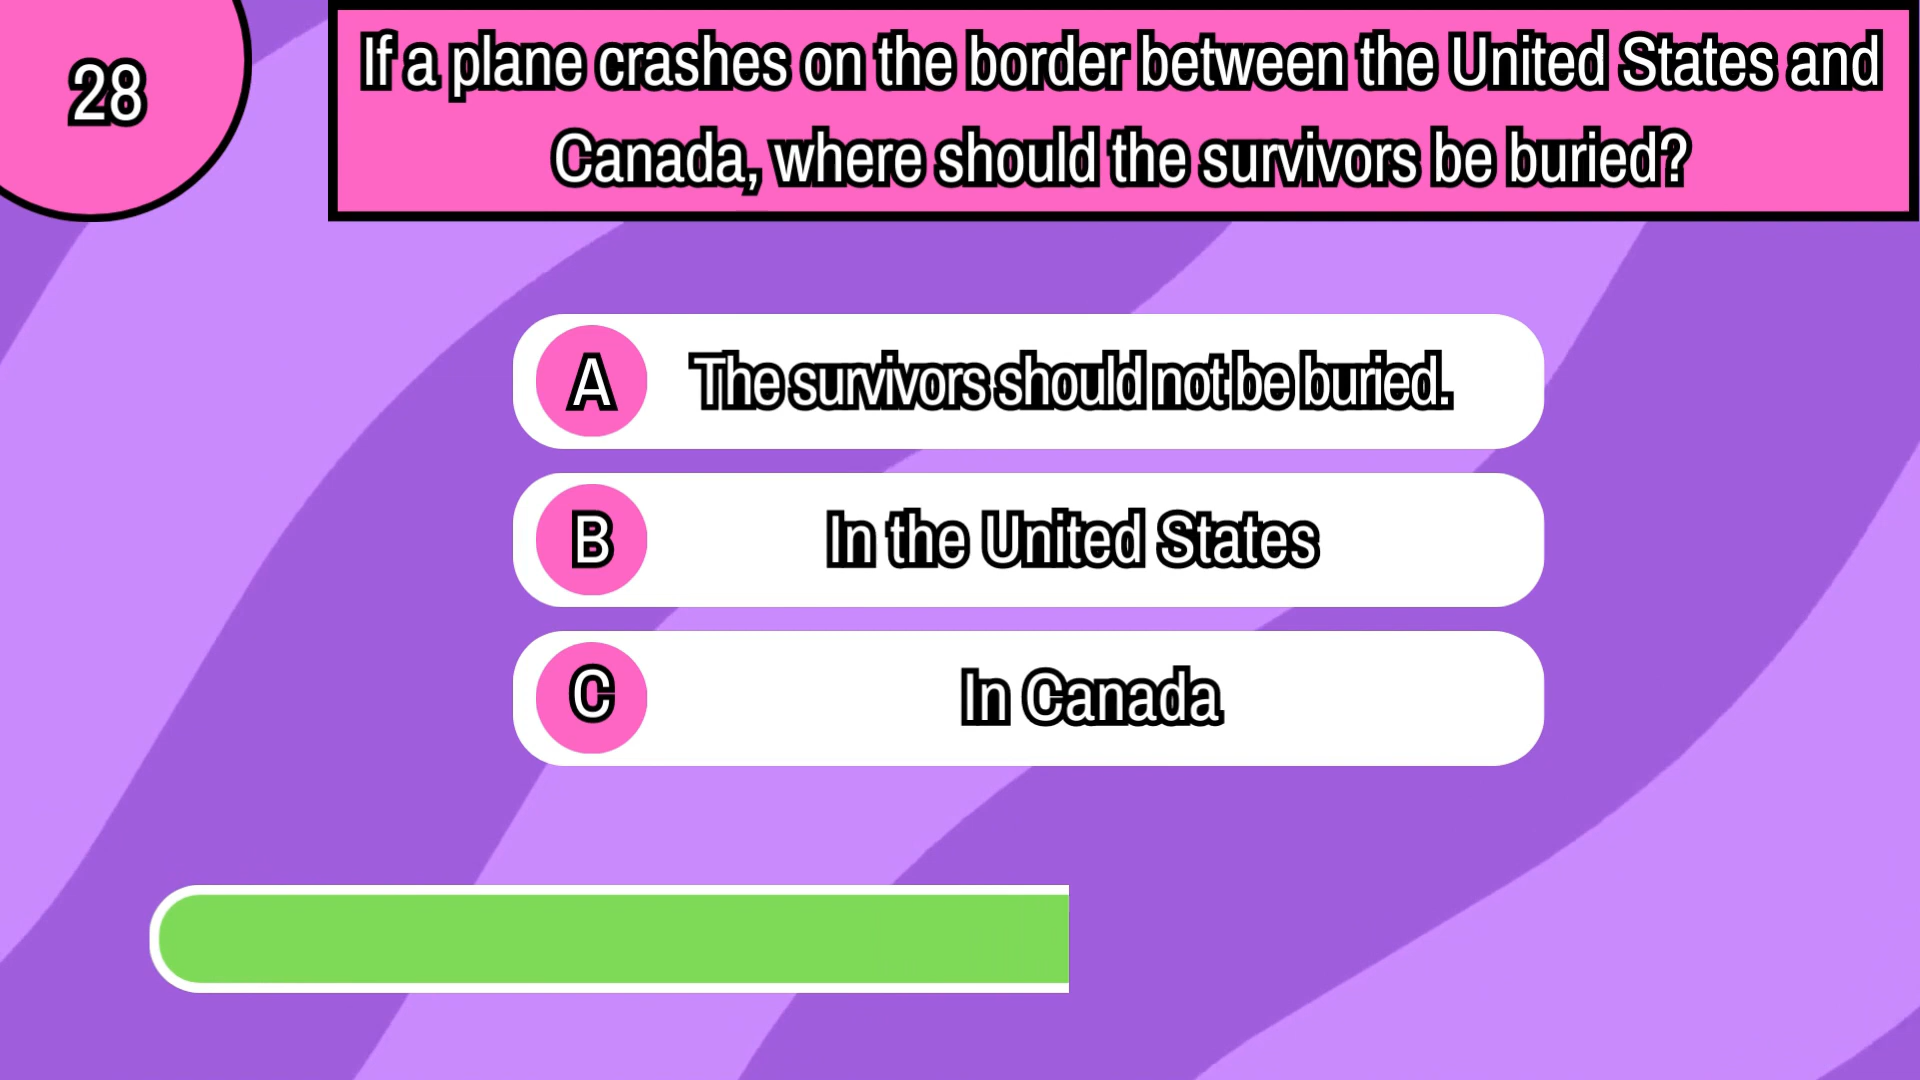 28
If a plane crashes on the border between the United States and
Canada, where should the survivors be buried?
A The survivors should not be buried.
B In the United States
C In Canada